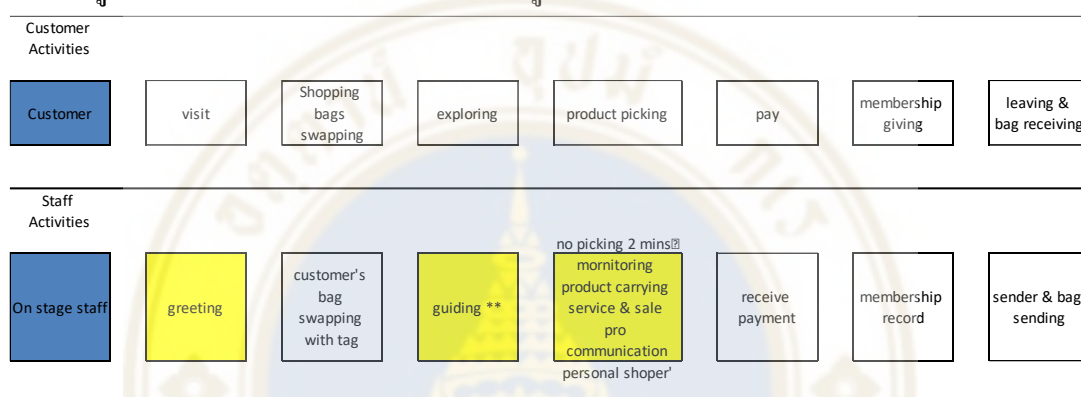 Customer
Activities
Customer
visit
Shopping
bags
swapping
exploring
product picking
pay
membership
giving
leaving &
bag receiving
Staff
Activities
On stage staff
greeting
customer's
bag
swapping
with tag
guiding **
no picking 2 mins
mornitoring
product carrying
service & sale
pro
communication
personal shoper'
receive
payment
membership
record
sender & bag
sending